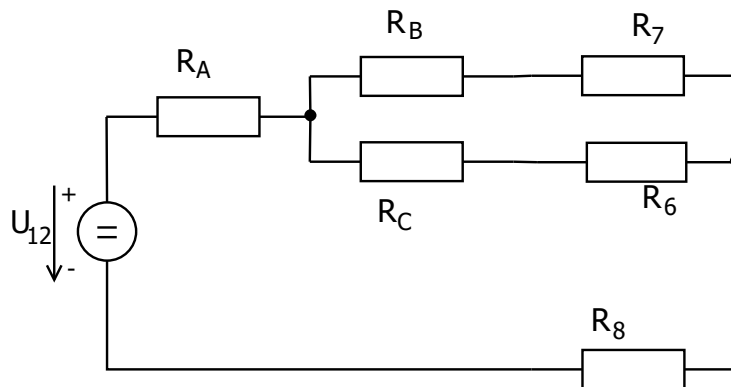 R_B
R_7
R_A
R_C
R_6
U_12
+
=
-
R_8